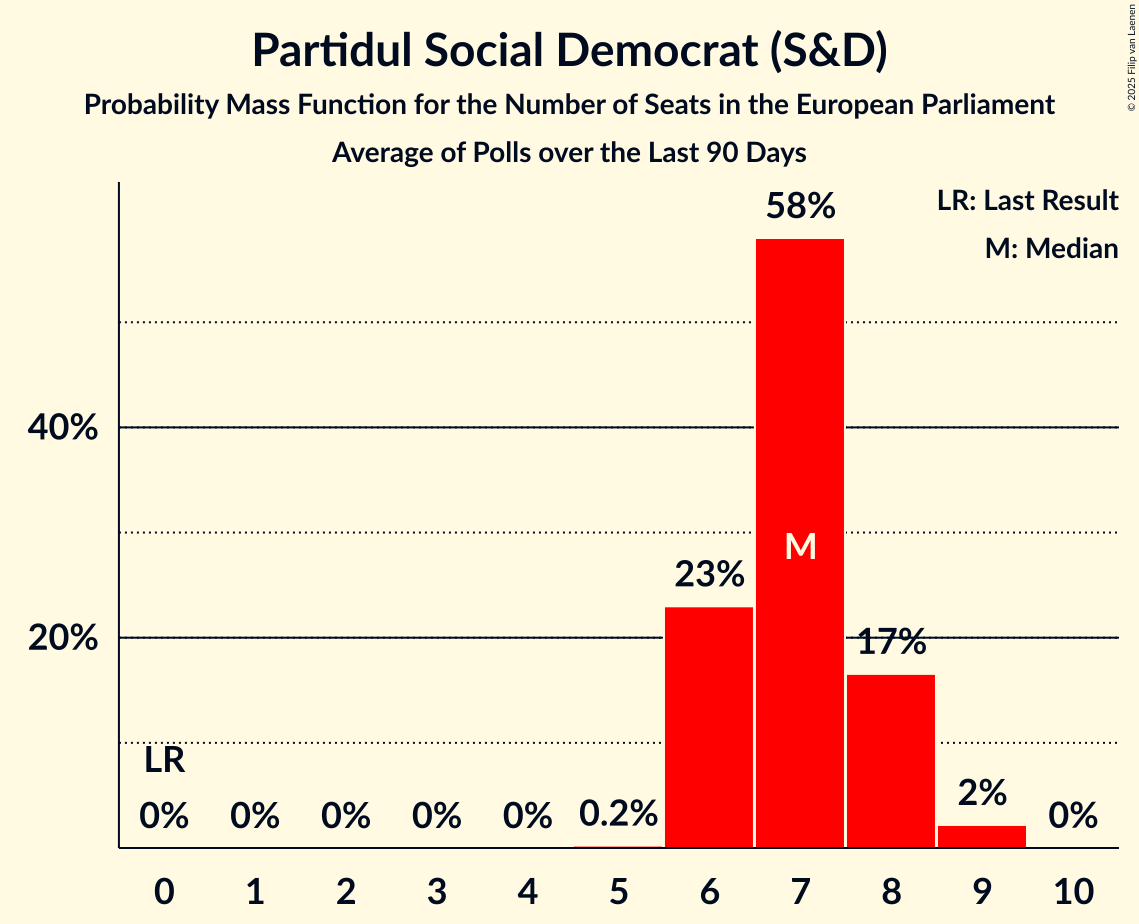 Partidul Social Democrat (S&D)
Probability Mass Function for the Number of Seats in the European Parliament
Average of Polls over the Last 90 Days
© 2025 Filip van Laenen
LR: Last Result
M: Median
58%
40%
M
23%
20%
17%
LR
0%
0%
0%
0%
0%
0.2%
2%
0%
0 1 2 3 4 5 6 7 8 9 10